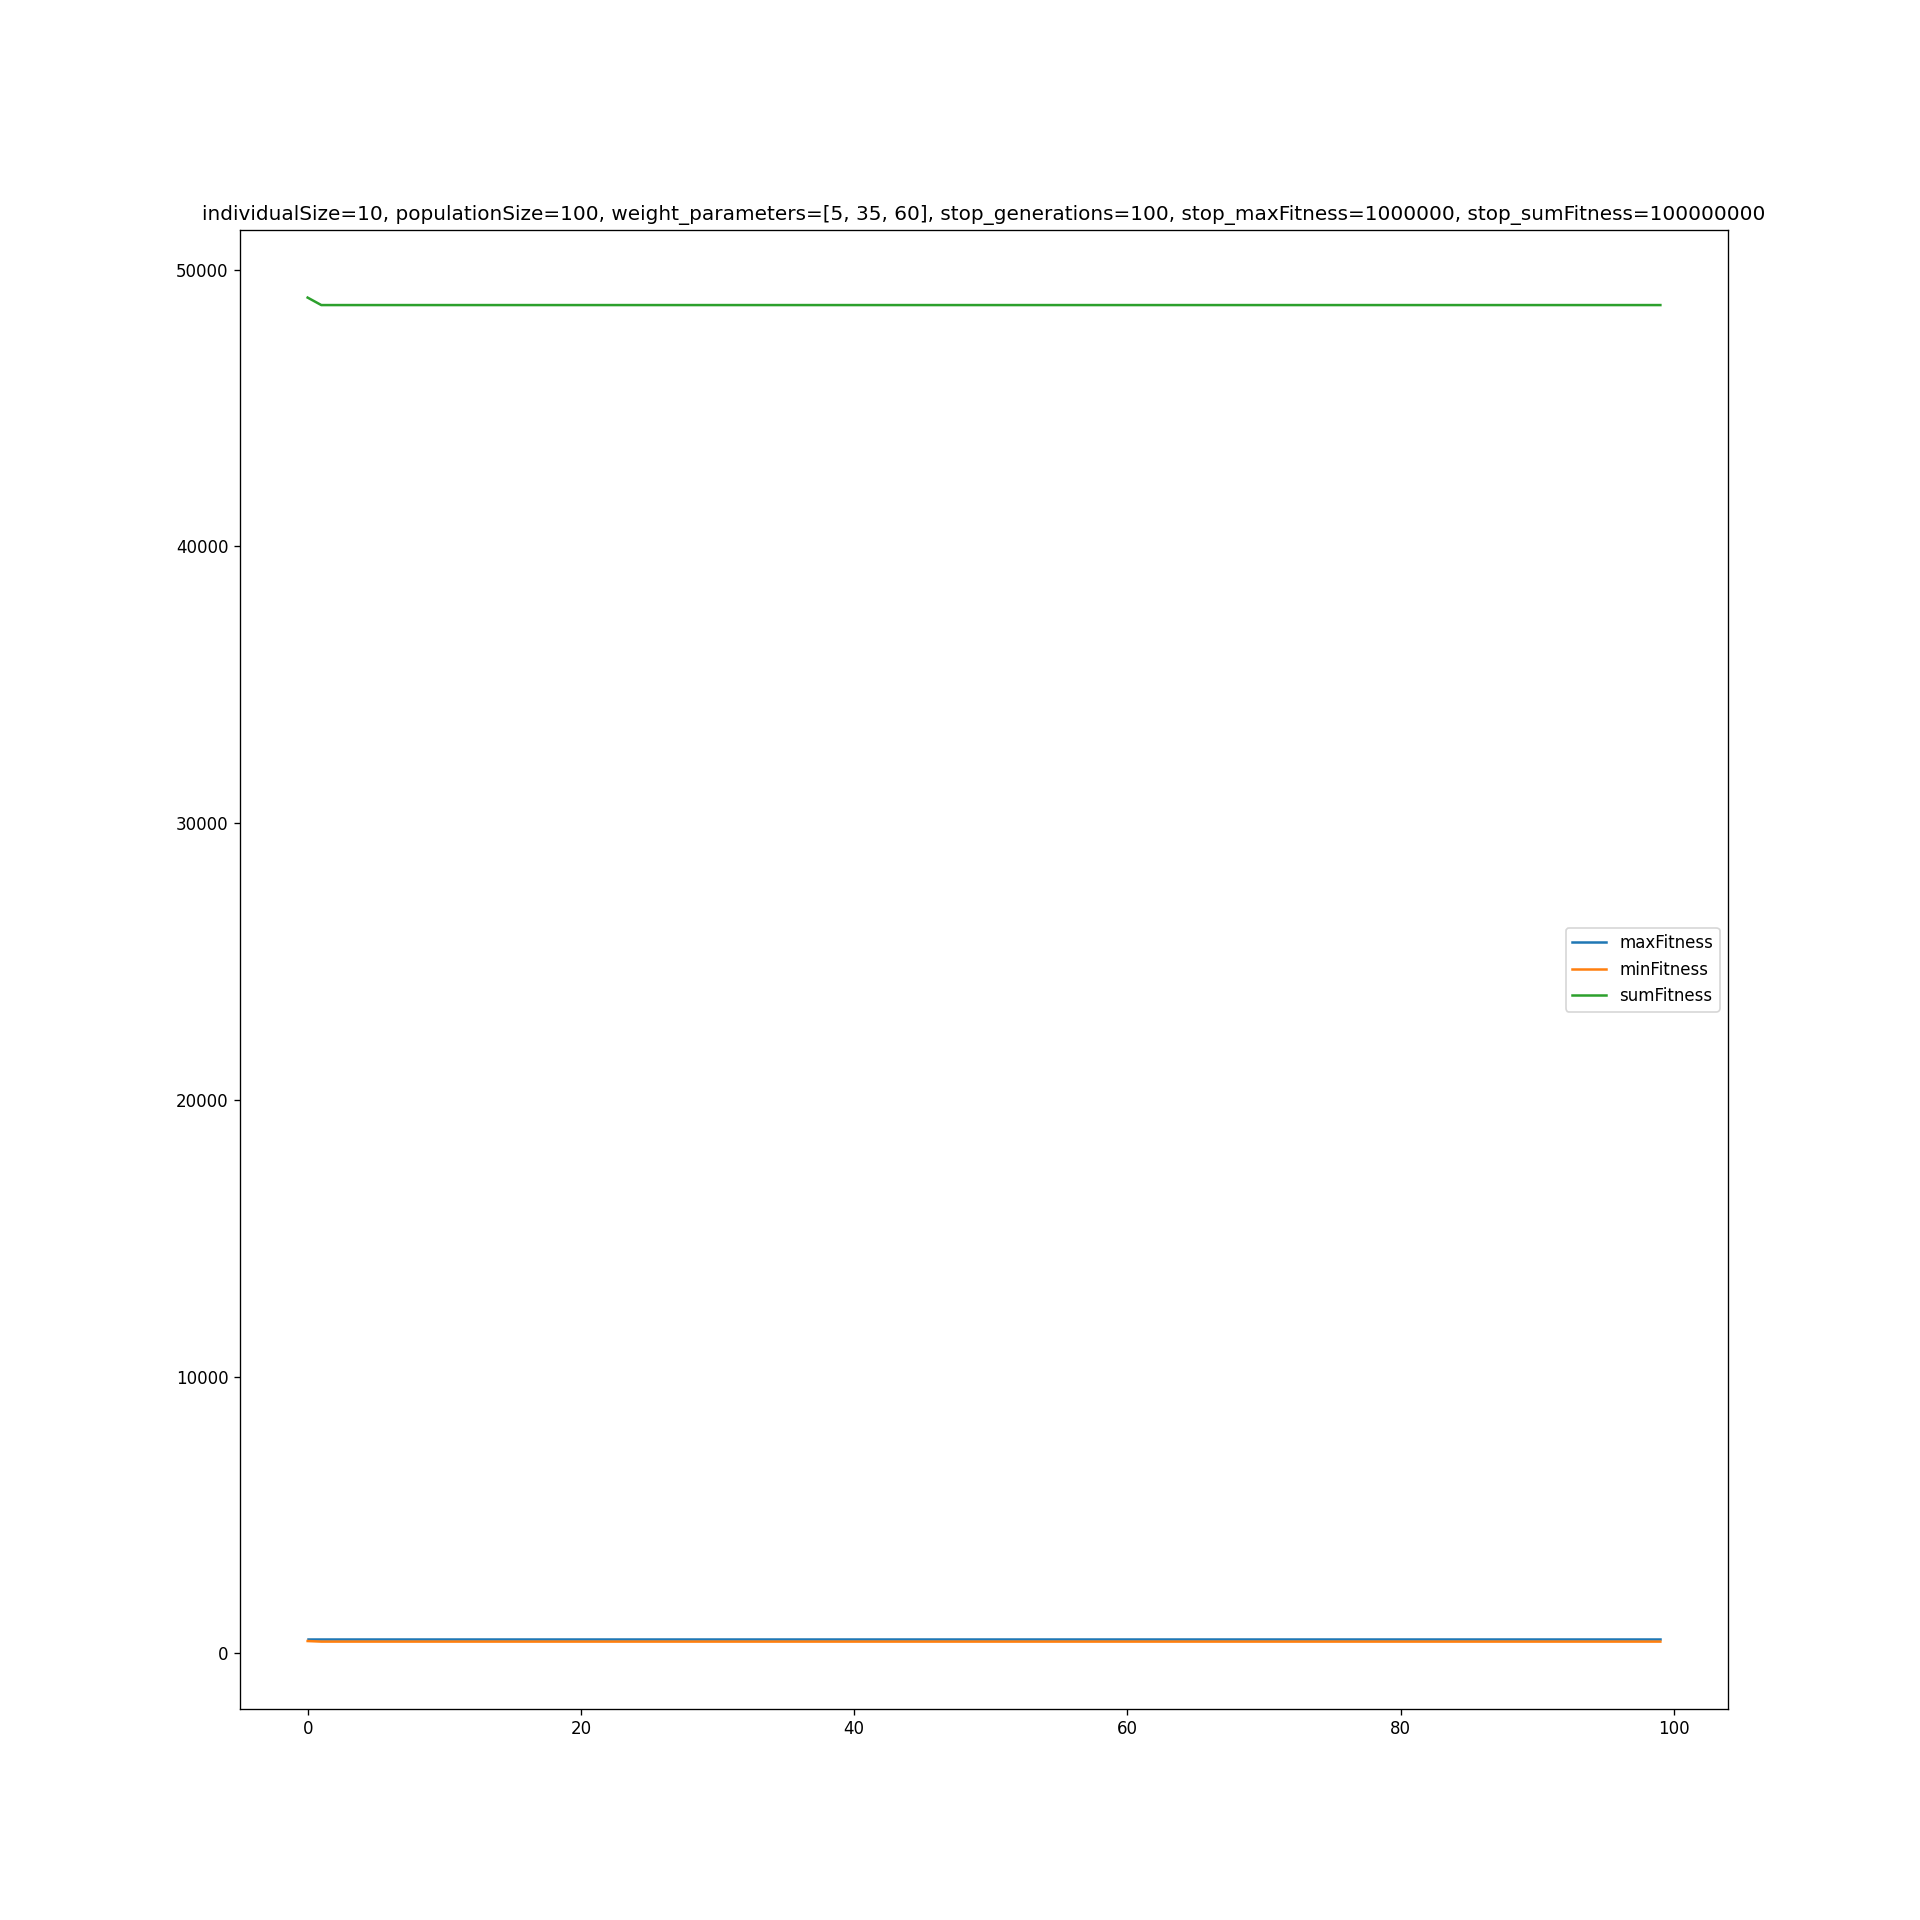 individualSize=10, populationSize=100, weight_parameters=[5, 35, 60], stop_generations=100, stop_maxFitness=1000000, stop_sumFitness=100000000
50000
40000
30000
maxFitness
minFitness
sumFitness
20000
10000
0
0 20 40 60 80 100